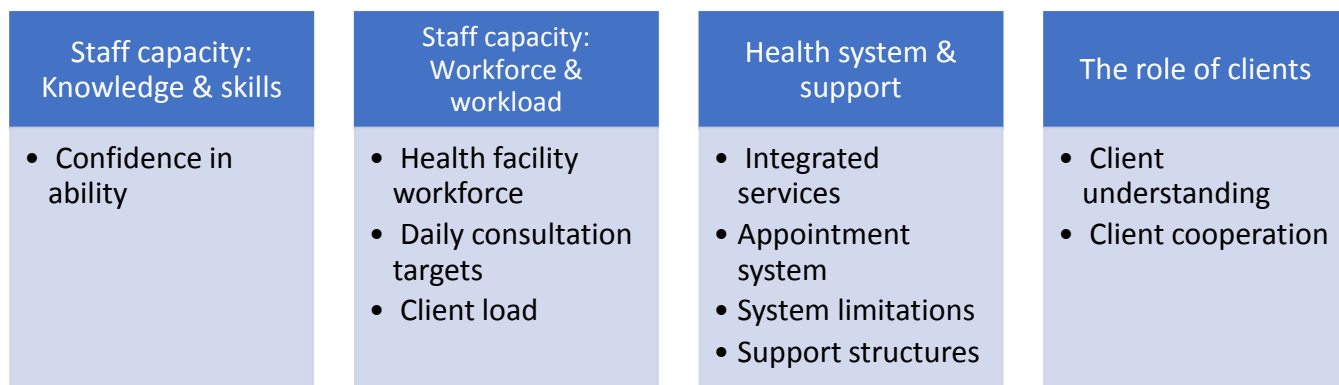 Staff capacity:
Knowledge & skills
• Confidence in
ability
Staff capacity:
Workforce &
workload
• Health facility
workforce
• Daily consultation
targets
• Client load
Health system &
support
• Integrated
services
• Appointment
system
• System limitations
• Support structures
The role of clients
• Client
understanding
• Client cooperation